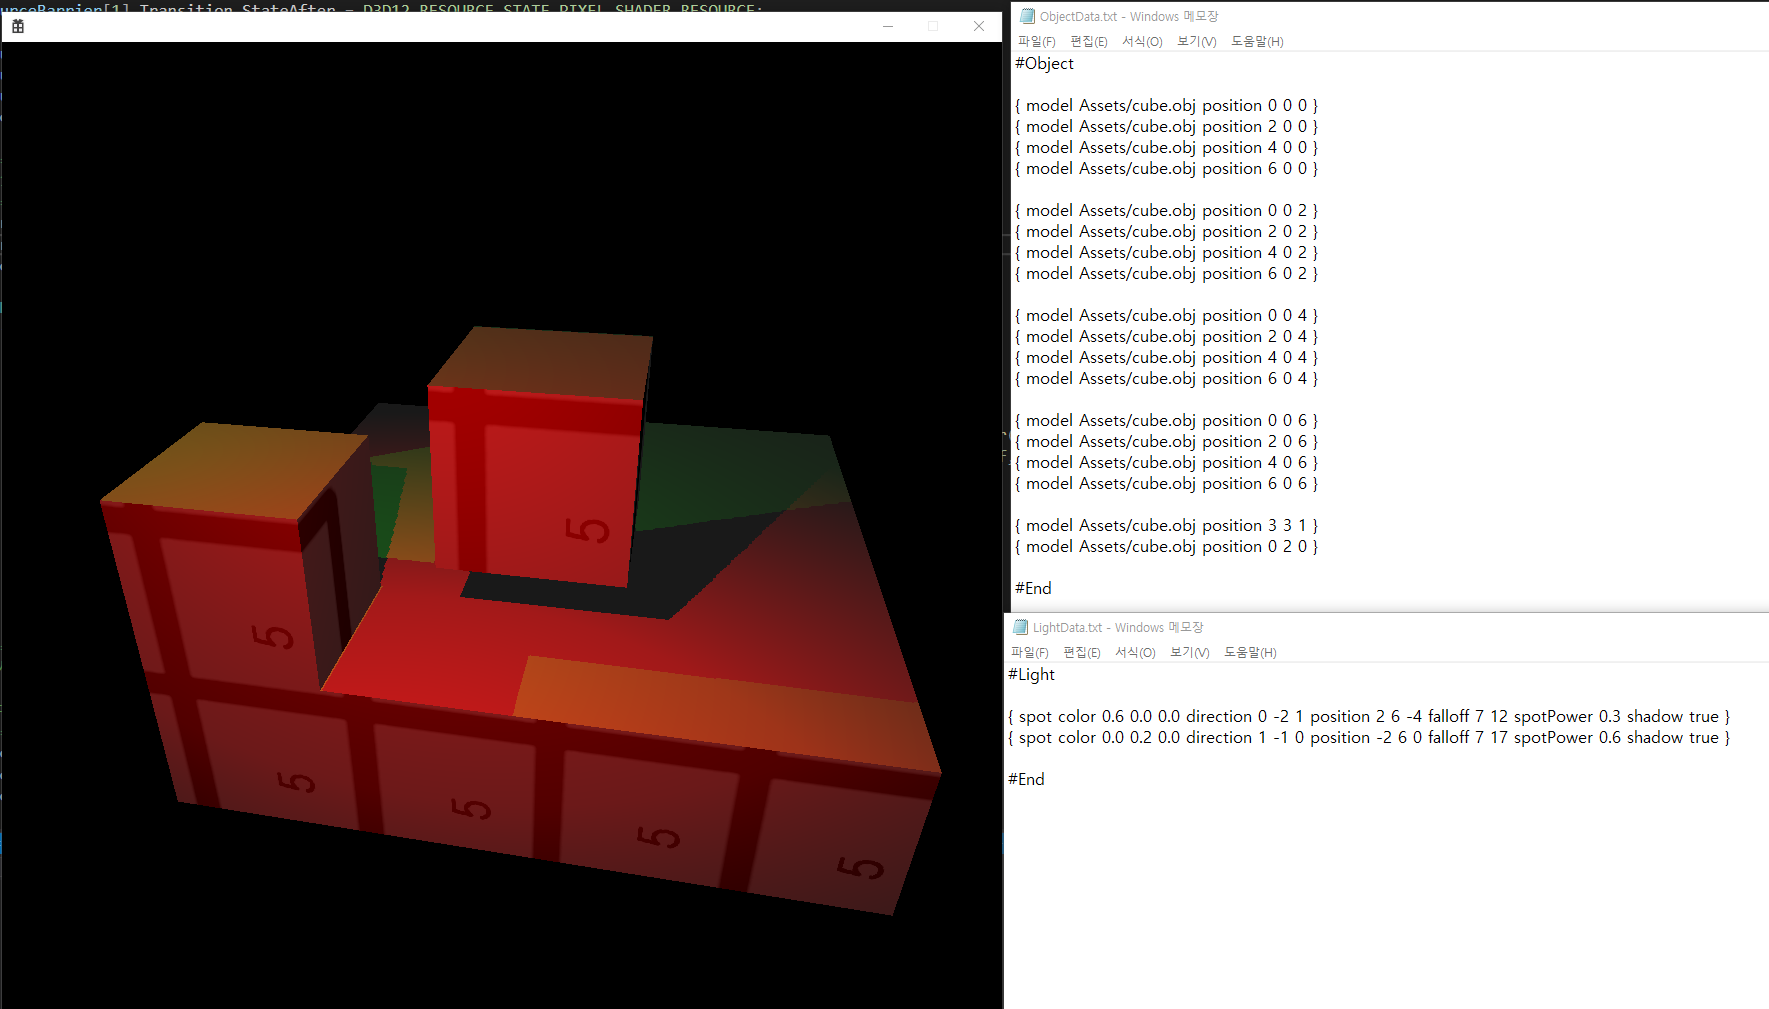 urceBarrier[1].Transition.StateAfter = D3D12_RESOURCE_STATE_PIXEL_SHADER_RESOURCE;
ObjectData.txt - Windows 메모장
파일(F) 편집(E) 서식(O) 보기(V) 도움말(H)
#Object
{ model Assets/cube.obj position 0 0 0 }
{ model Assets/cube.obj position 2 0 0 }
{ model Assets/cube.obj position 4 0 0 }
{ model Assets/cube.obj position 6 0 0 }
{ model Assets/cube.obj position 0 0 2 }
{ model Assets/cube.obj position 2 0 2 }
{ model Assets/cube.obj position 4 0 2 }
{ model Assets/cube.obj position 6 0 2 }
{ model Assets/cube.obj position 0 0 4 }
{ model Assets/cube.obj position 2 0 4 }
{ model Assets/cube.obj position 4 0 4 }
{ model Assets/cube.obj position 6 0 4 }
{ model Assets/cube.obj position 0 0 6 }
{ model Assets/cube.obj position 2 0 6 }
{ model Assets/cube.obj position 4 0 6 }
{ model Assets/cube.obj position 6 0 6 }
{ model Assets/cube.obj position 3 3 1 }
{ model Assets/cube.obj position 0 2 0 }
#End
LightData.txt - Windows 메모장
파일(F) 편집(E) 서식(O) 보기(V) 도움말(H)
#Light
{ spot color 0.6 0.0 0.0 direction 0 -2 1 position 2 6 -4 falloff 7 12 spotPower 0.3 shadow true }
{ spot color 0.0 0.2 0.0 direction 1 -1 0 position -2 6 0 falloff 7 17 spotPower 0.6 shadow true }
#End
5
5
5
5
5
5